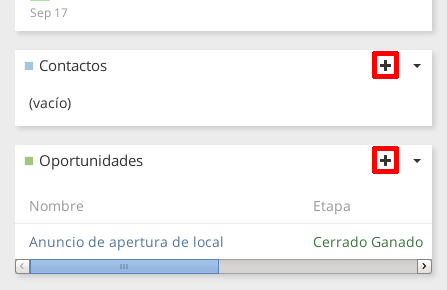 Sep 17
Contactos
(vacío)
Oportunidades
Nombre Etapa
Anuncio de apertura de local Cerrado Ganado